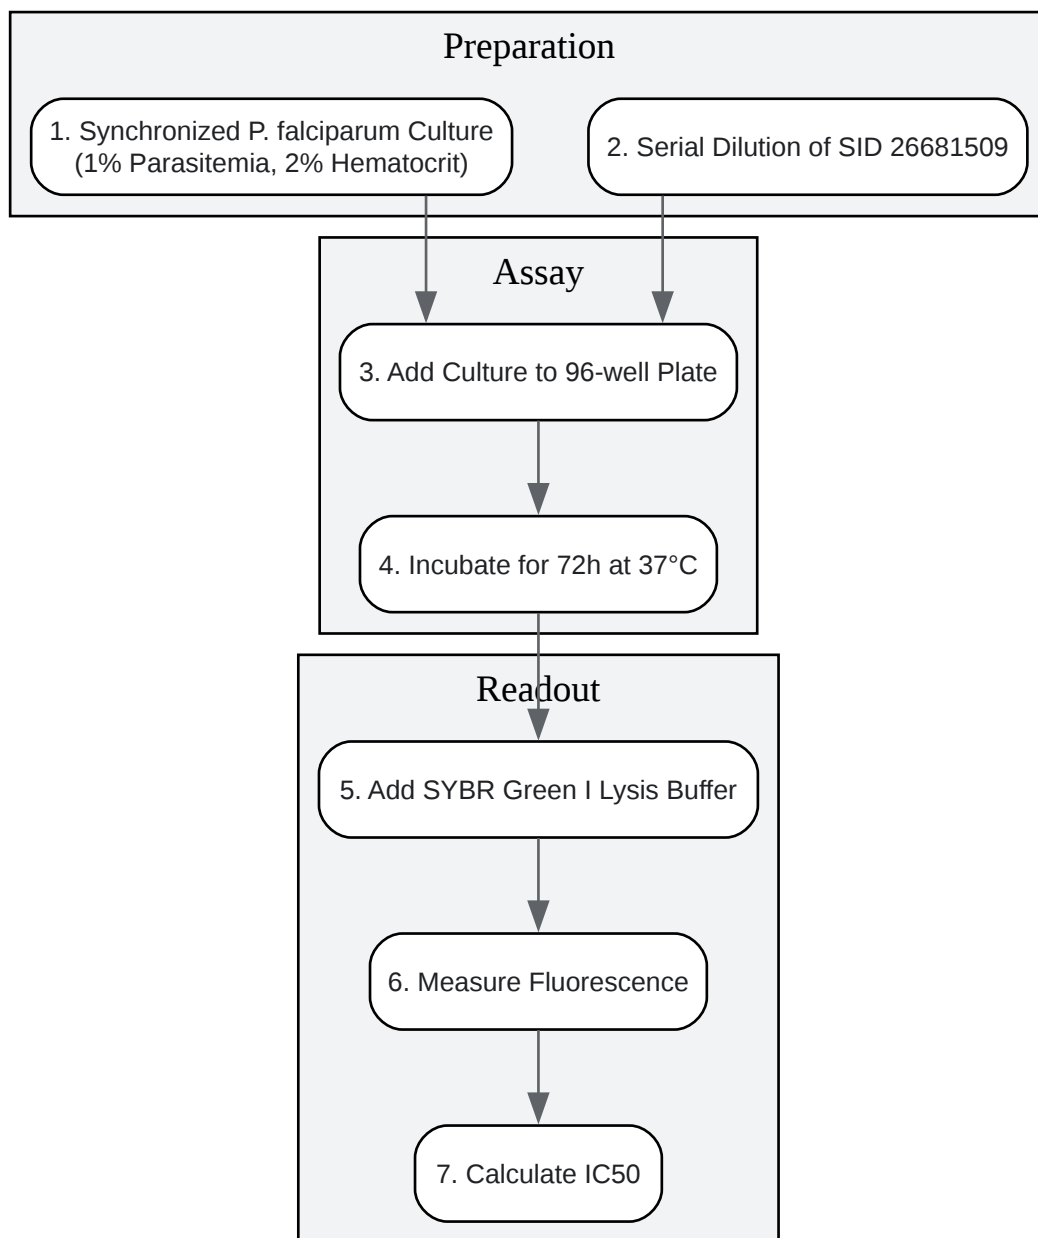 Preparation
1. Synchronized P. falciparum Culture
(1% Parasitemia, 2% Hematocrit)
2. Serial Dilution of SID 26681509
Assay
3. Add Culture to 96-well Plate
4. Incubate for 72h at 37°C
Readout
5. Add SYBR Green I Lysis Buffer
6. Measure Fluorescence
7. Calculate IC50